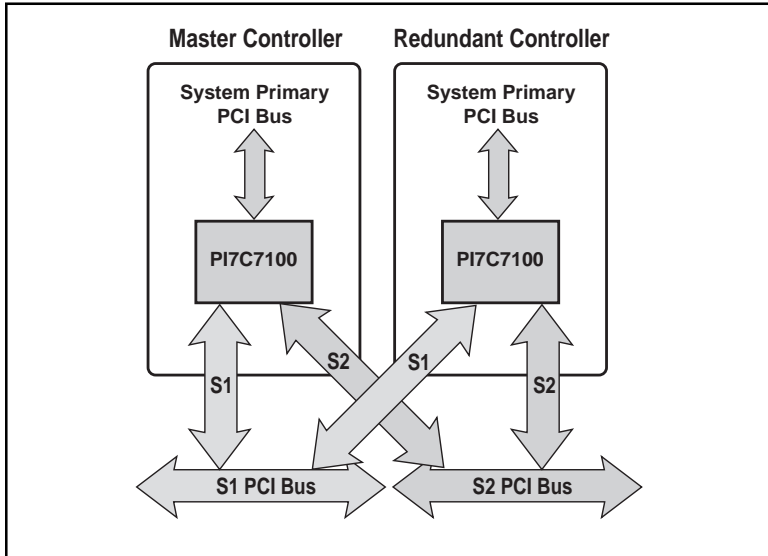 Master Controller
Redundant Controller
System Primary
PCI Bus
System Primary
PCI Bus
PI7C7100
PI7C7100
S1
S2
S1
S2
S1 PCI Bus
S2 PCI Bus